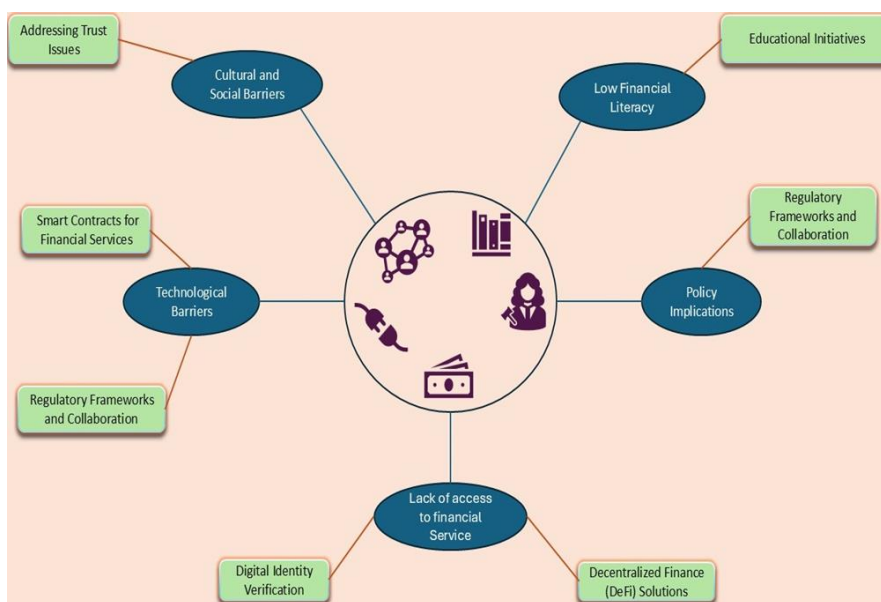 Addressing Trust
Issues
Cultural and
Social Barriers
Educational Initiatives
Low Financial
Literacy
Smart Contracts for
Financial Services
Technological
Barriers
Regulatory Frameworks
and Collaboration
Regulatory
Frameworks and
Collaboration
Policy
Implications
Lack of access
to financial
Service
Digital Identity
Verification
Decentralized Finance
(DeFi) Solutions